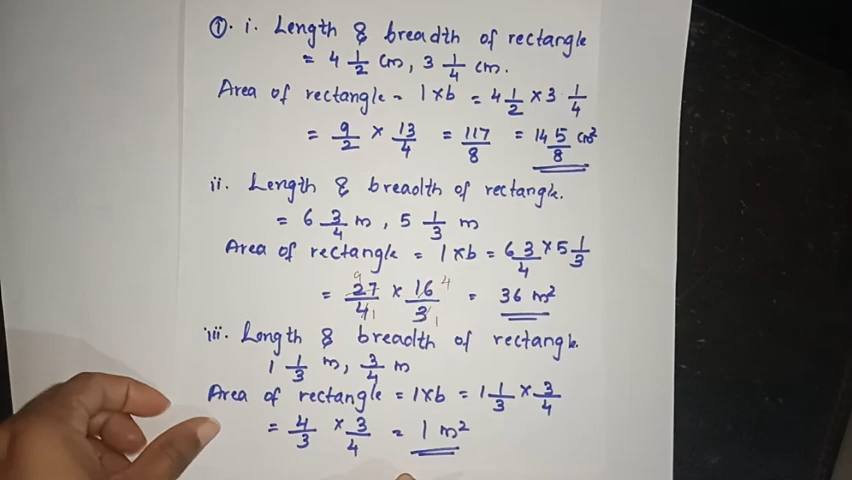 ①. i. Length & breadth of rectangle
= 4 1/2 cm, 3 1/4 cm.
Area of rectangle = l×b = 4 1/2 × 3 1/4
= 9/2 × 13/4 = 117/8 = 14 5/8 cm²
ii. Length & breadth of rectangle.
= 6 3/4 m, 5 1/3 m
Area of rectangle = l×b = 6 3/4 × 5 1/3
= 27/4 × 16/3 = 36 m²
iii. Length & breadth of rectangle.
1 1/3 m, 3/4 m
Area of rectangle = l×b = 1 1/3 × 3/4
= 4/3 × 3/4 = 1 m²